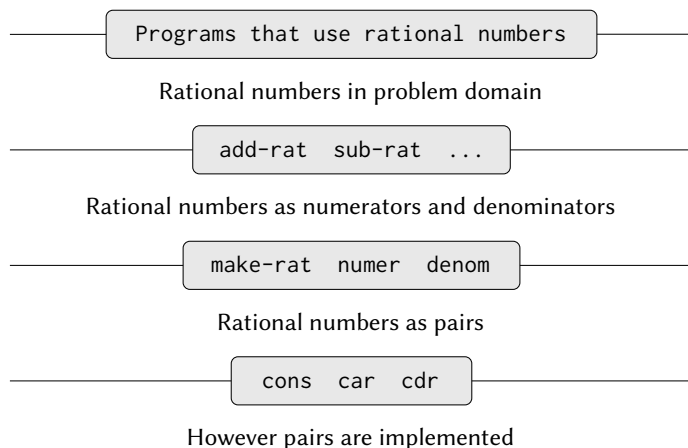 Programs that use rational numbers
Rational numbers in problem domain
add-rat sub-rat ...
Rational numbers as numerators and denominators
make-rat numer denom
Rational numbers as pairs
cons car cdr
However pairs are implemented